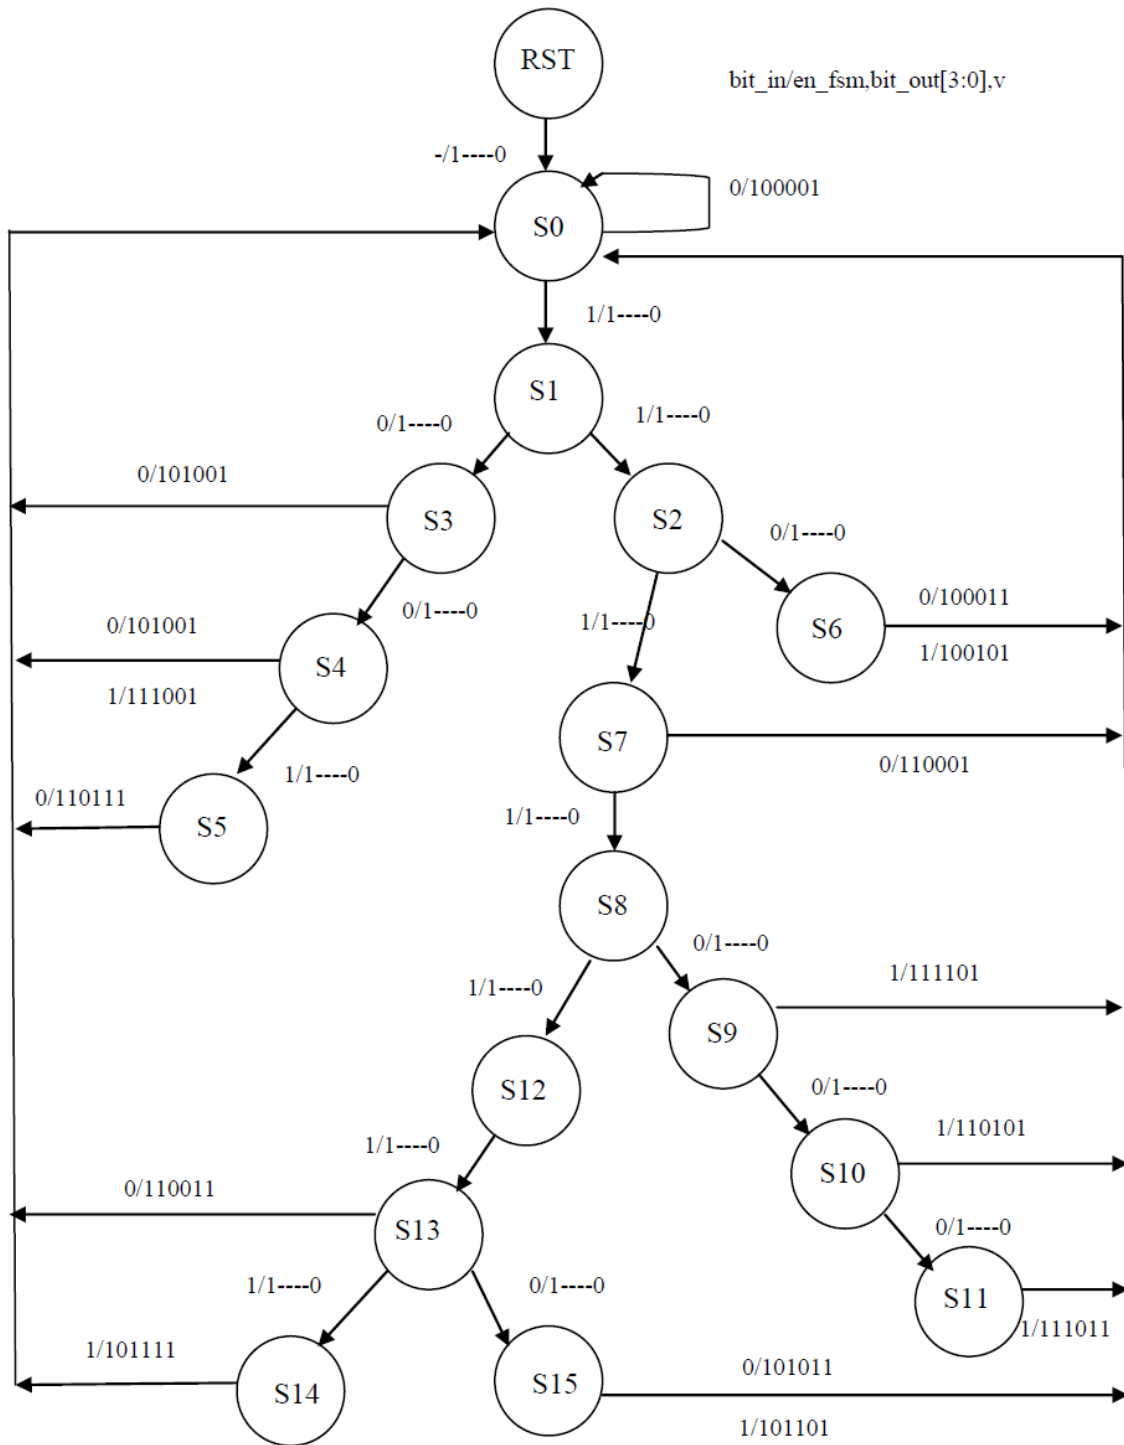 RST
bit_in/en_fsm,bit_out[3:0],v
-/1----0
0/100001
S0
1/1----0
S1
0/1----0
1/1----0
0/101001
S3
S2
0/1----0
0/1----0
0/101001
1/1----0
0/100011
S6
S4
1/100101
1/111001
S7
0/110001
1/1----0
0/110111
S5
1/1----0
S8
0/1----0
1/1----0
1/111101
S9
S12
0/1----0
1/110101
1/1----0
S10
0/110011
S13
0/1----0
1/1----0
0/1----0
S11
1/111011
1/101111
0/101011
S14
S15
1/101101